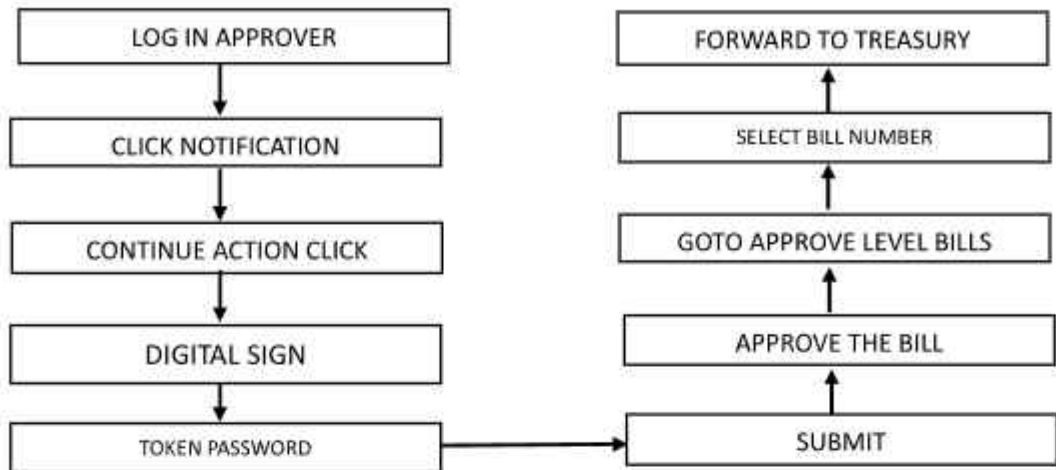 LOG IN APPROVER
CLICK NOTIFICATION
CONTINUE ACTION CLICK
DIGITAL SIGN
TOKEN PASSWORD
SUBMIT
APPROVE THE BILL
GOTO APPROVE LEVEL BILLS
SELECT BILL NUMBER
FORWARD TO TREASURY